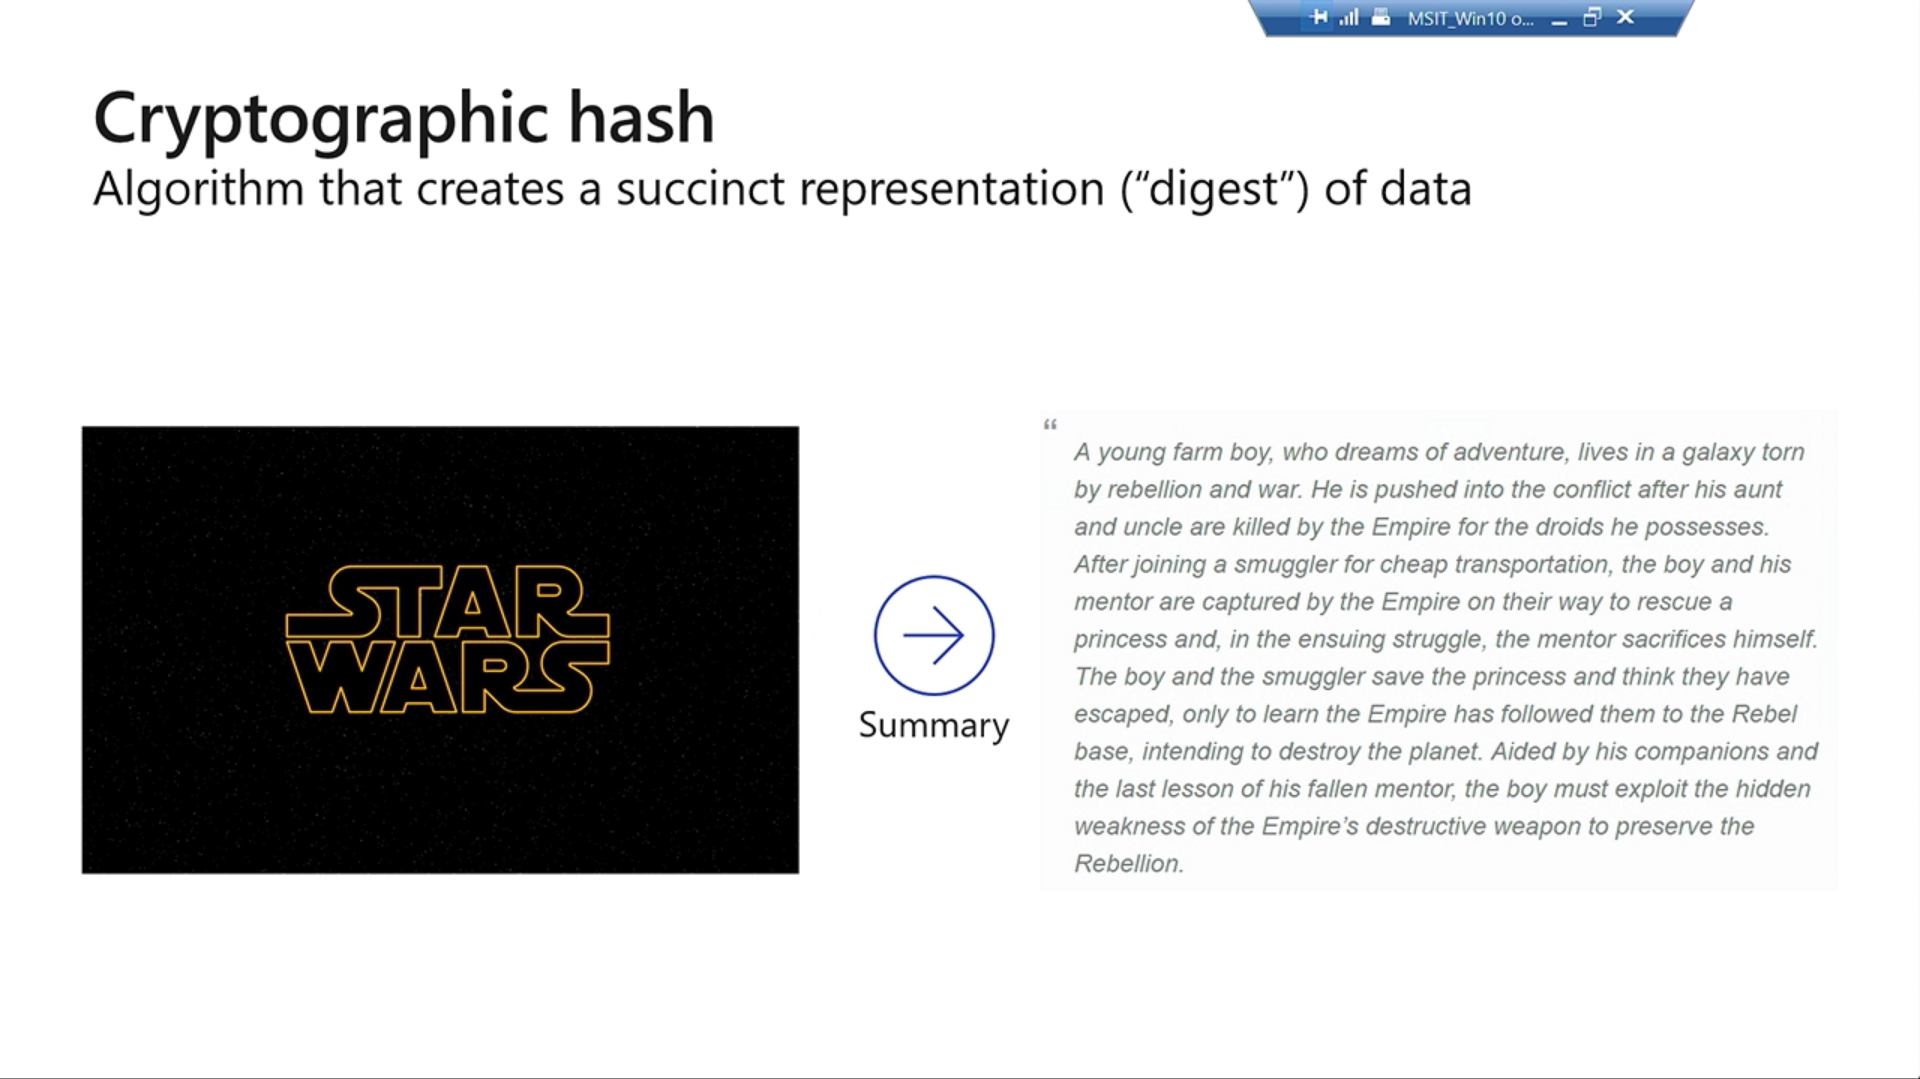 MSIT_Win10 o...
Cryptographic hash
Algorithm that creates a succinct representation (“digest”) of data
STAR
WARS
Summary
“
A young farm boy, who dreams of adventure, lives in a galaxy torn
by rebellion and war. He is pushed into the conflict after his aunt
and uncle are killed by the Empire for the droids he possesses.
After joining a smuggler for cheap transportation, the boy and his
mentor are captured by the Empire on their way to rescue a
princess and, in the ensuing struggle, the mentor sacrifices himself.
The boy and the smuggler save the princess and think they have
escaped, only to learn the Empire has followed them to the Rebel
base, intending to destroy the planet. Aided by his companions and
the last lesson of his fallen mentor, the boy must exploit the hidden
weakness of the Empire’s destructive weapon to preserve the
Rebellion.